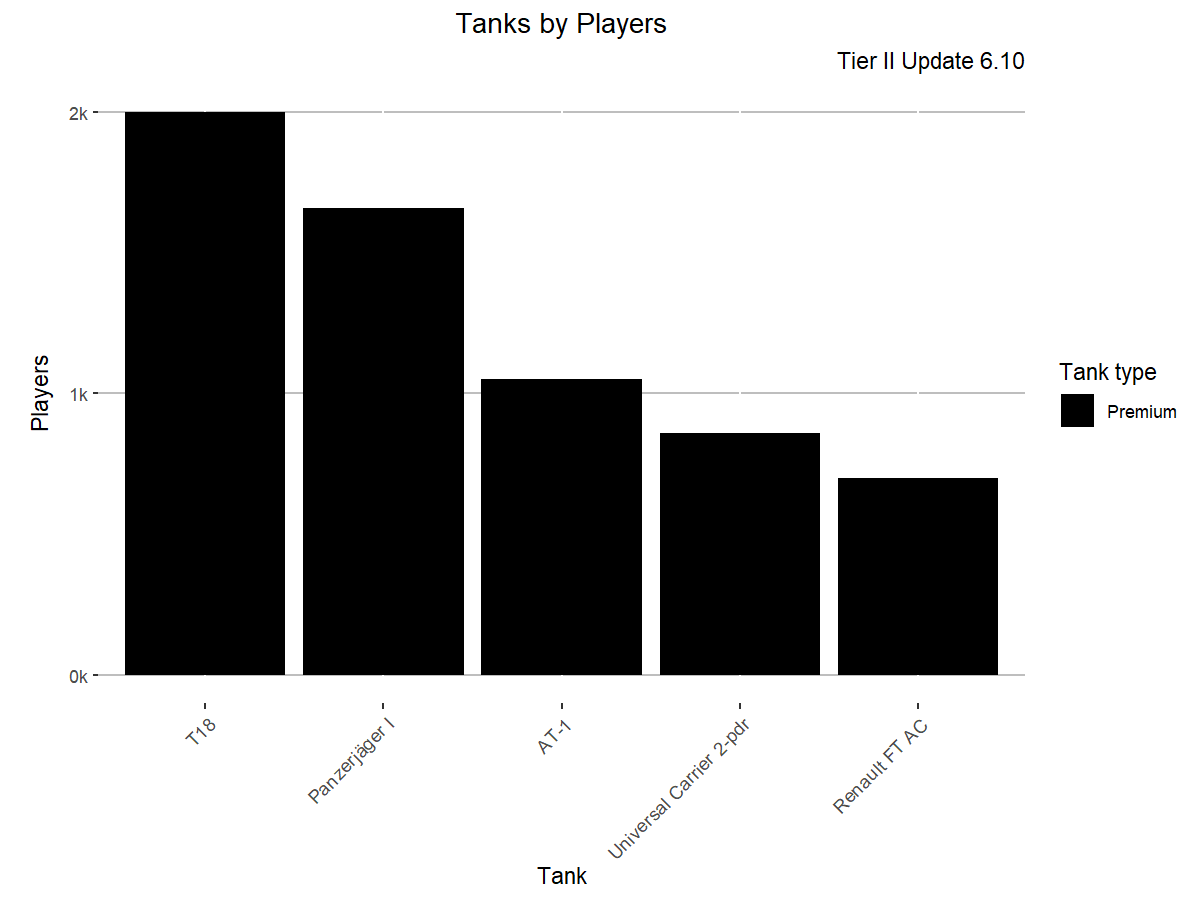 Tanks by Players
Tier II Update 6.10
2k
1k
0k
Players
T18
Panzerjäger I
AT-1
Universal Carrier 2-pdr
Renault FT AC
Tank
Tank type
Premium